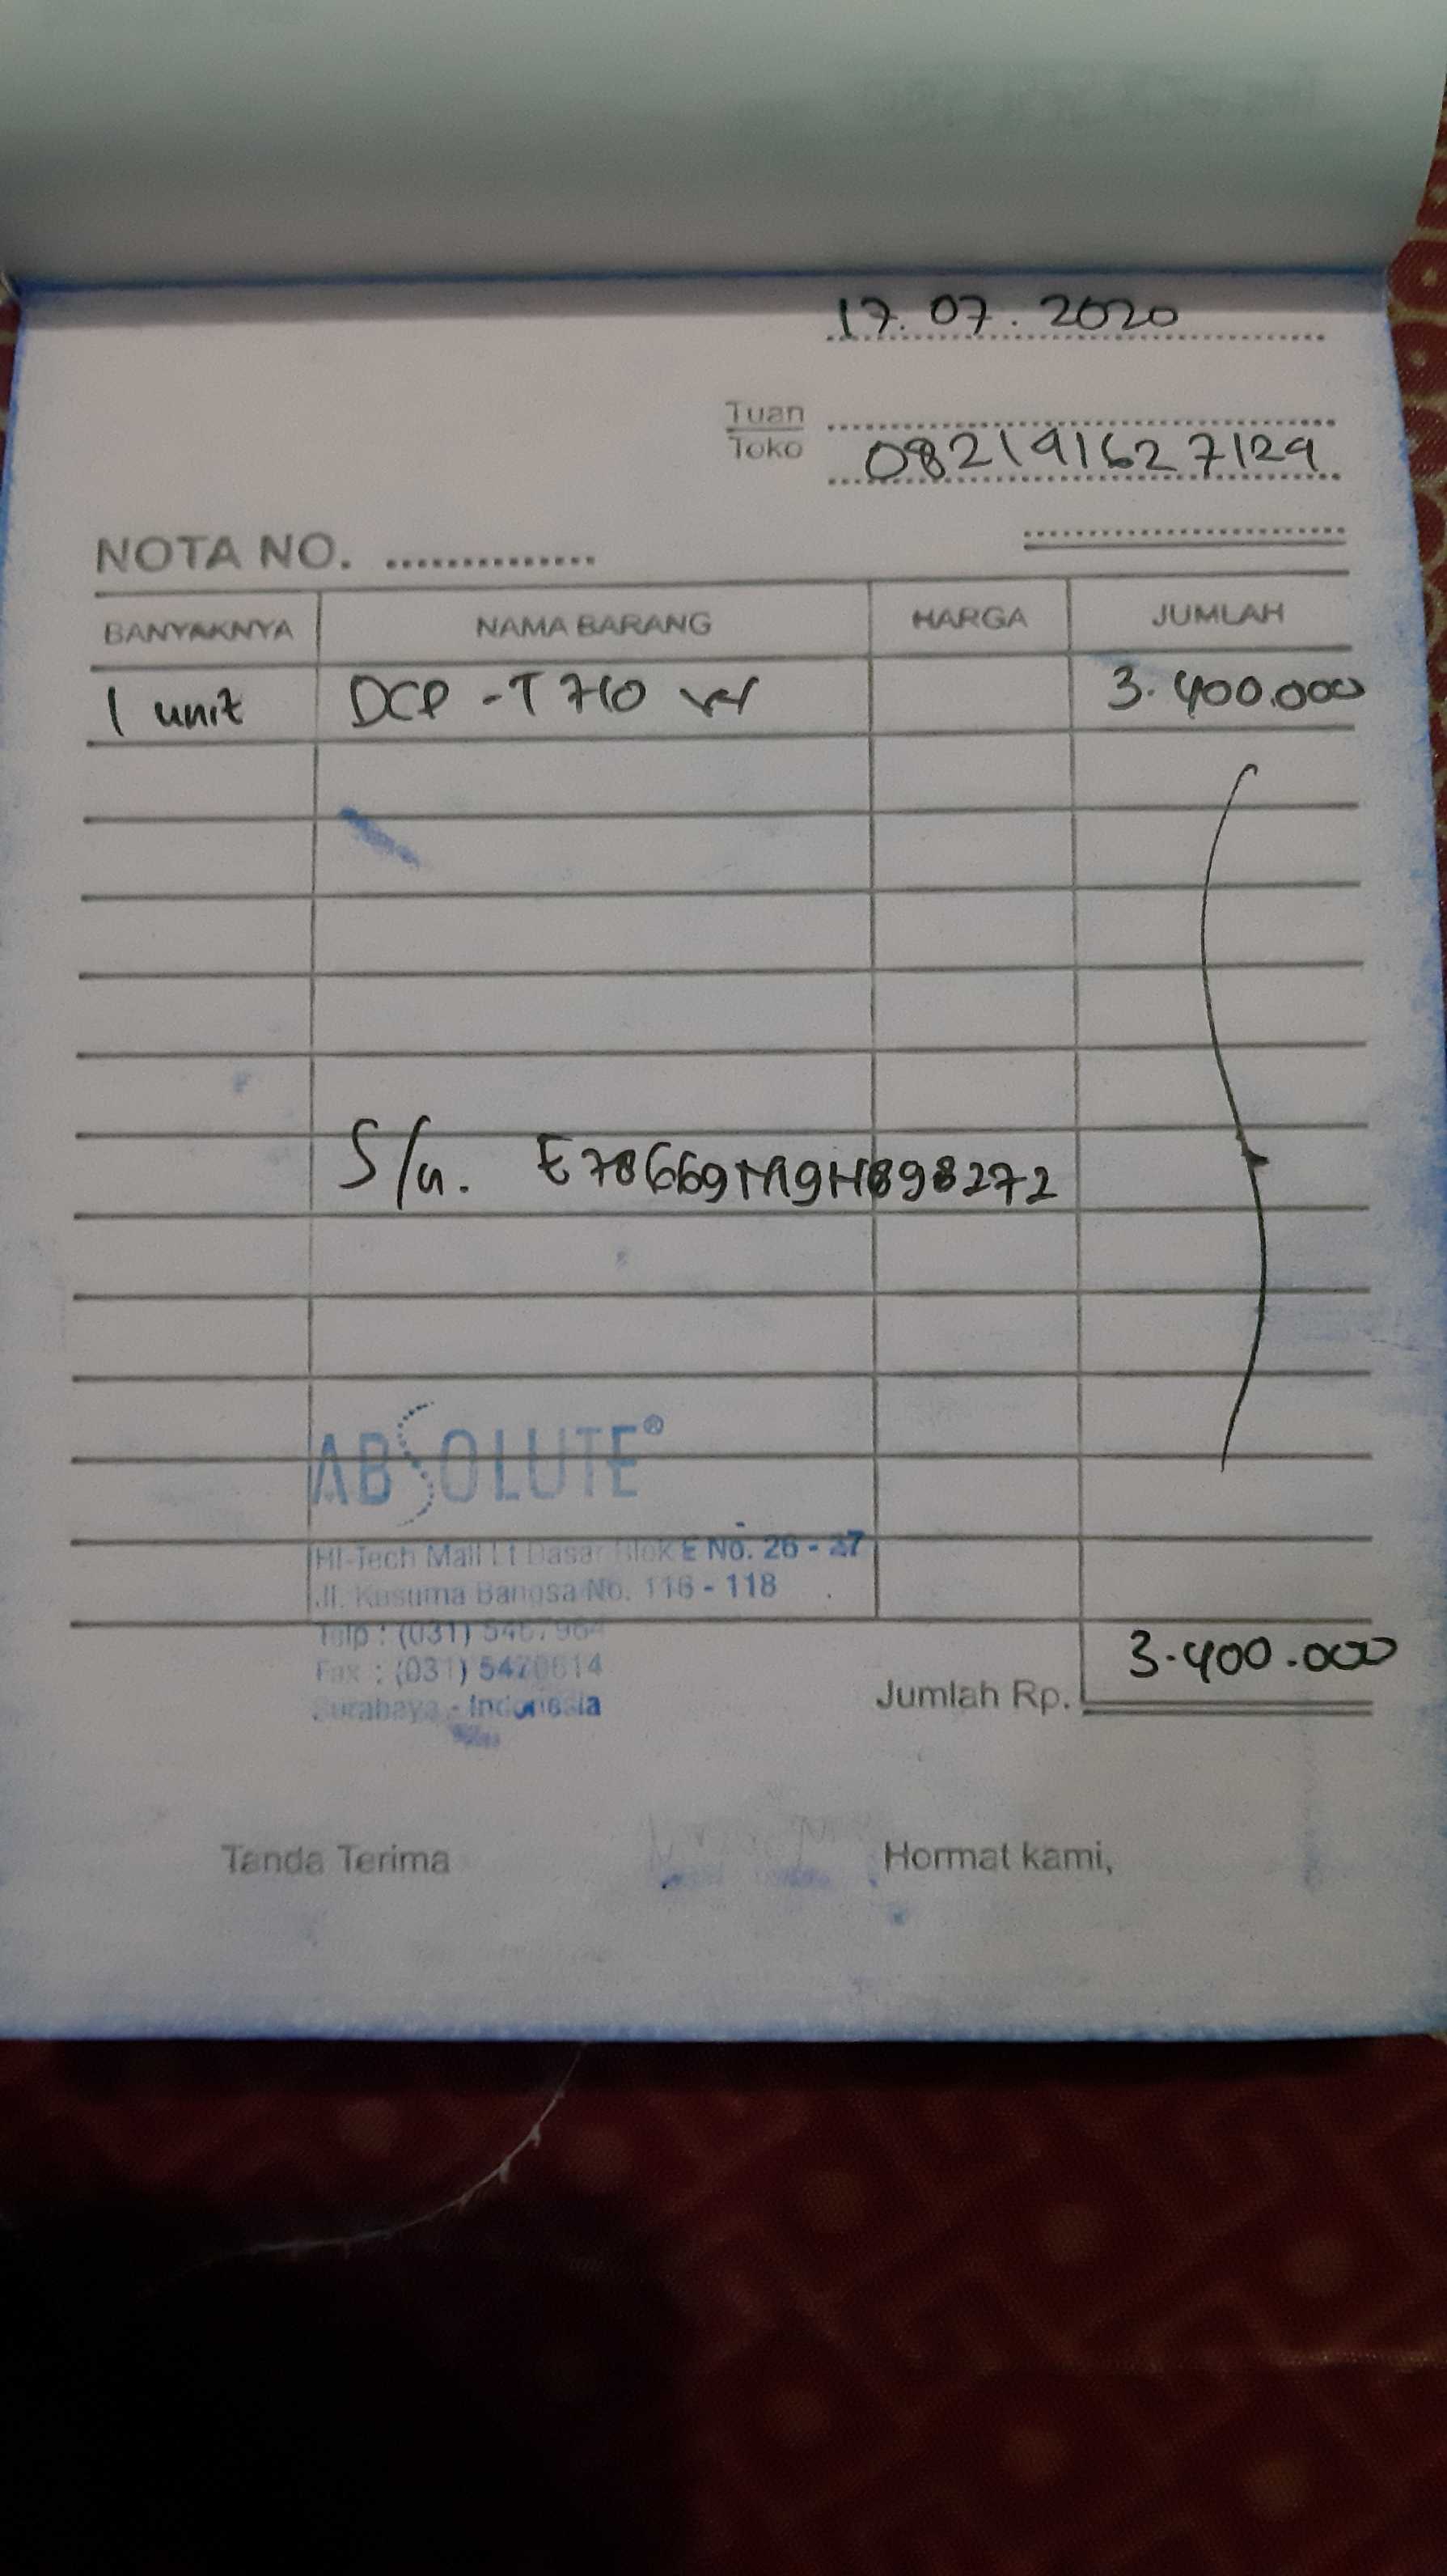 17.07.2020
Tuan
Toko
082191627129
NOTA NO. ..............
BANYAKNYA NAMA BARANG HARGA JUMLAH
1 unit DCP-T710 W 3.400.000
S/n. E78669M9H898272
ABSOLUTE®
Hi-Tech Mall Lt Dasar Blok E No. 26 - 27
Jl. Kusuma Bangsa No. 116 - 118
Telp : (031)
Fax : (031) 5470614
Surabaya - Indonesia
Jumlah Rp. 3.400.000
Tanda Terima Hormat kami,